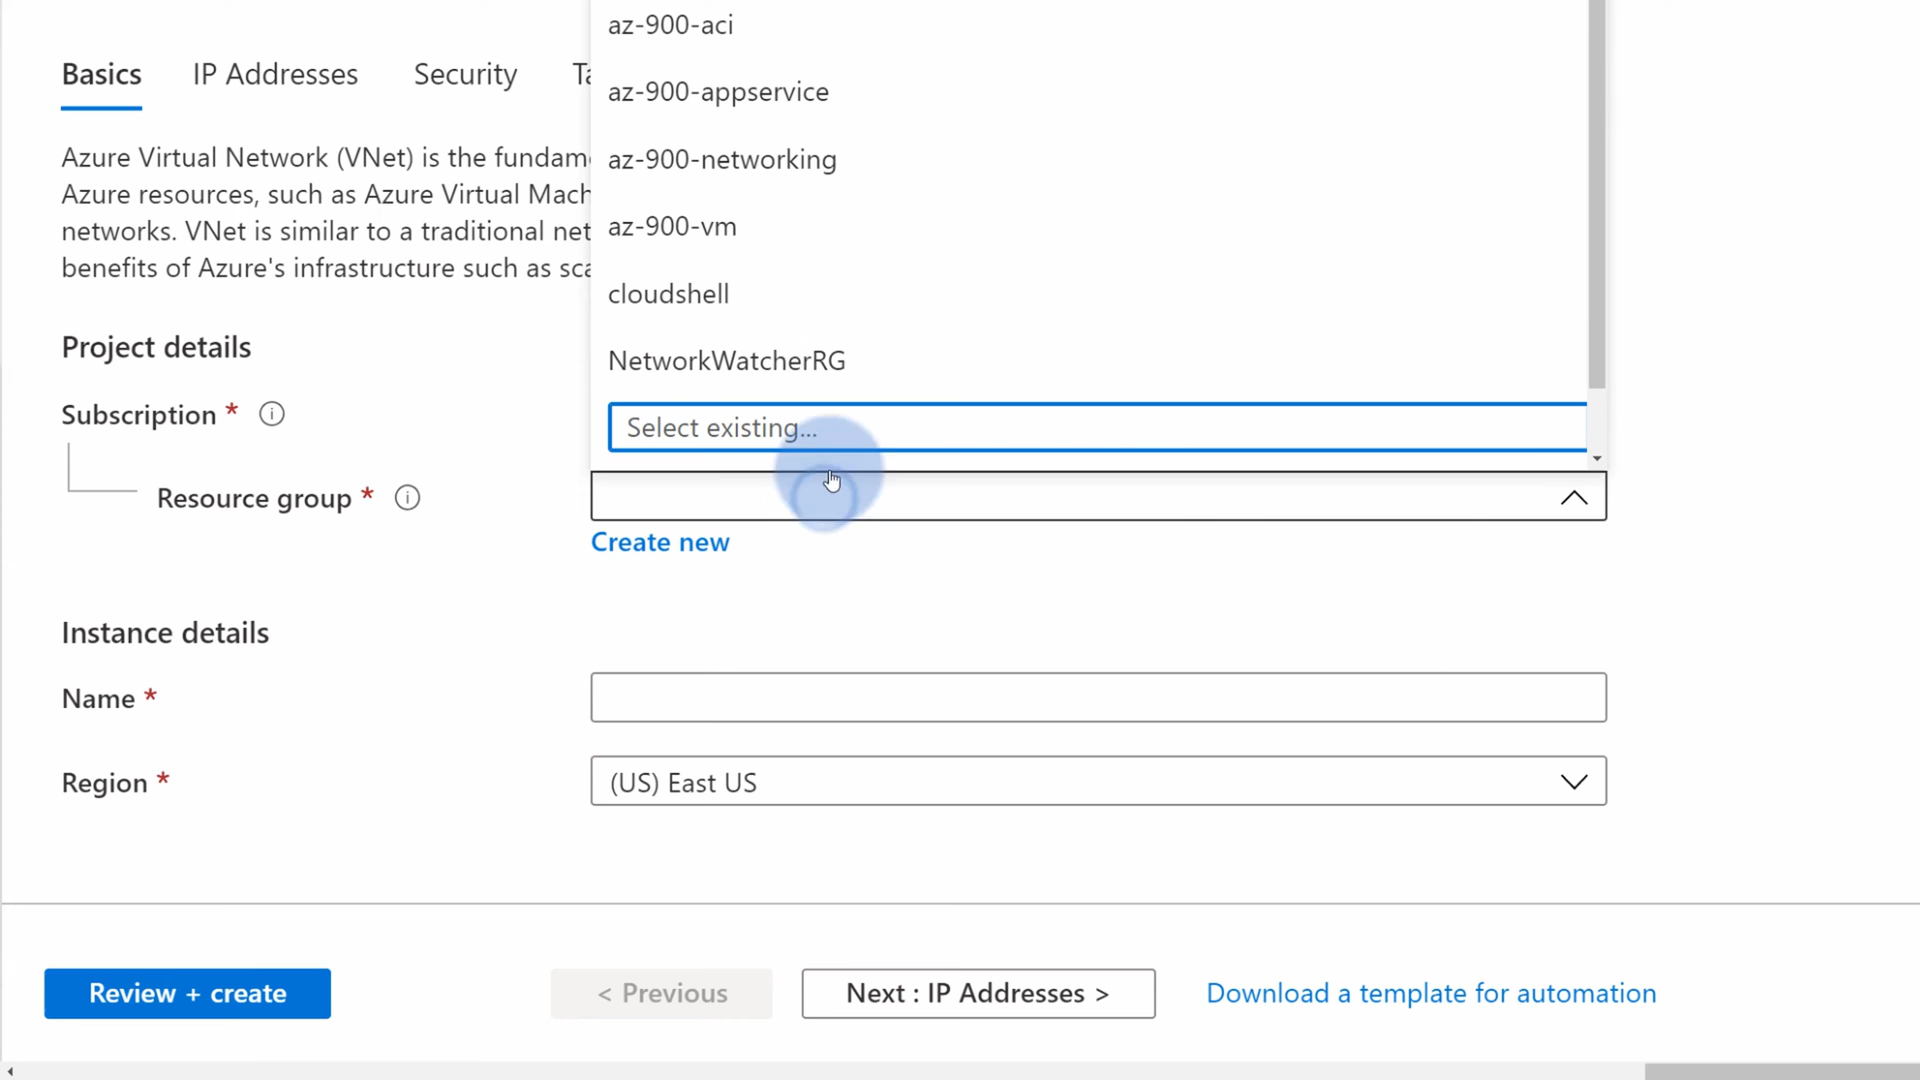 az-900-aci
Basics IP Addresses Security Ta
az-900-appservice
Azure Virtual Network (VNet) is the fundam
az-900-networking
Azure resources, such as Azure Virtual Mach
networks. VNet is similar to a traditional net
az-900-vm
benefits of Azure's infrastructure such as sca
cloudshell
Project details
NetworkWatcherRG
Subscription *
Select existing...
Resource group *
Create new
Instance details
Name *
Region *
(US) East US
Review + create
< Previous
Next : IP Addresses >
Download a template for automation